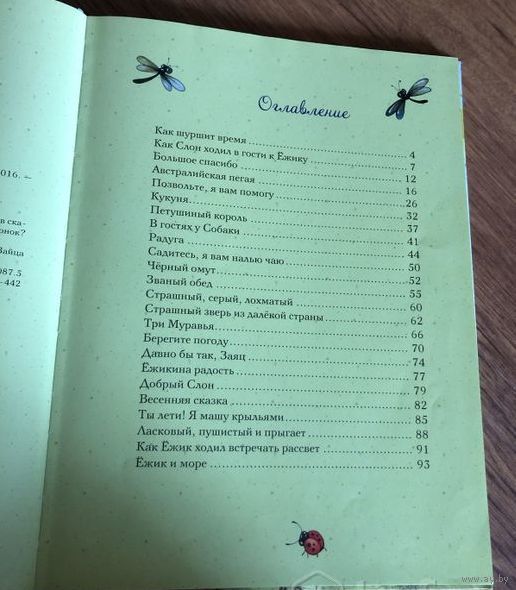 016. –
в ска-
онок?
Зайца
087.5
-442
Оглавление
Как шуршит время 4
Как Слон ходил в гости к Ёжику 7
Большое спасибо 12
Австралийская пегая 16
Позвольте, я вам помогу 26
Кукуня 32
Петушиный король 37
В гостях у Собаки 41
Радуга 44
Садитесь, я вам налью чаю 50
Чёрный омут 52
Званый обед 55
Страшный, серый, лохматый 60
Страшный зверь из далёкой страны 62
Три Муравья 66
Берегите погоду 70
Давно бы так, Заяц 74
Ёжикина радость 77
Добрый Слон 79
Весенняя сказка 82
Ты лети! Я машу крыльями 85
Ласковый, пушистый и прыгает 88
Как Ёжик ходил встречать рассвет 91
Ёжик и море 93
www.ay.by